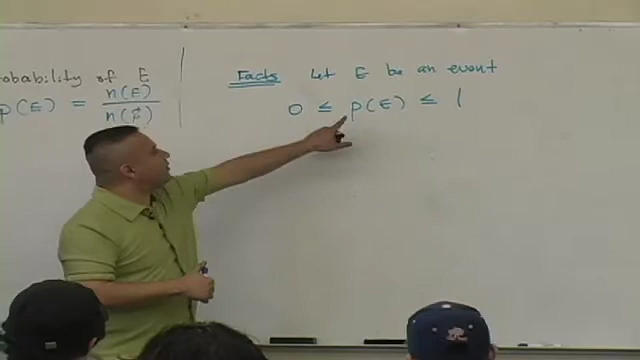 robability of E
p(E) = n(E)
Facts Let E be an event
0 ≤ p(E) ≤ 1